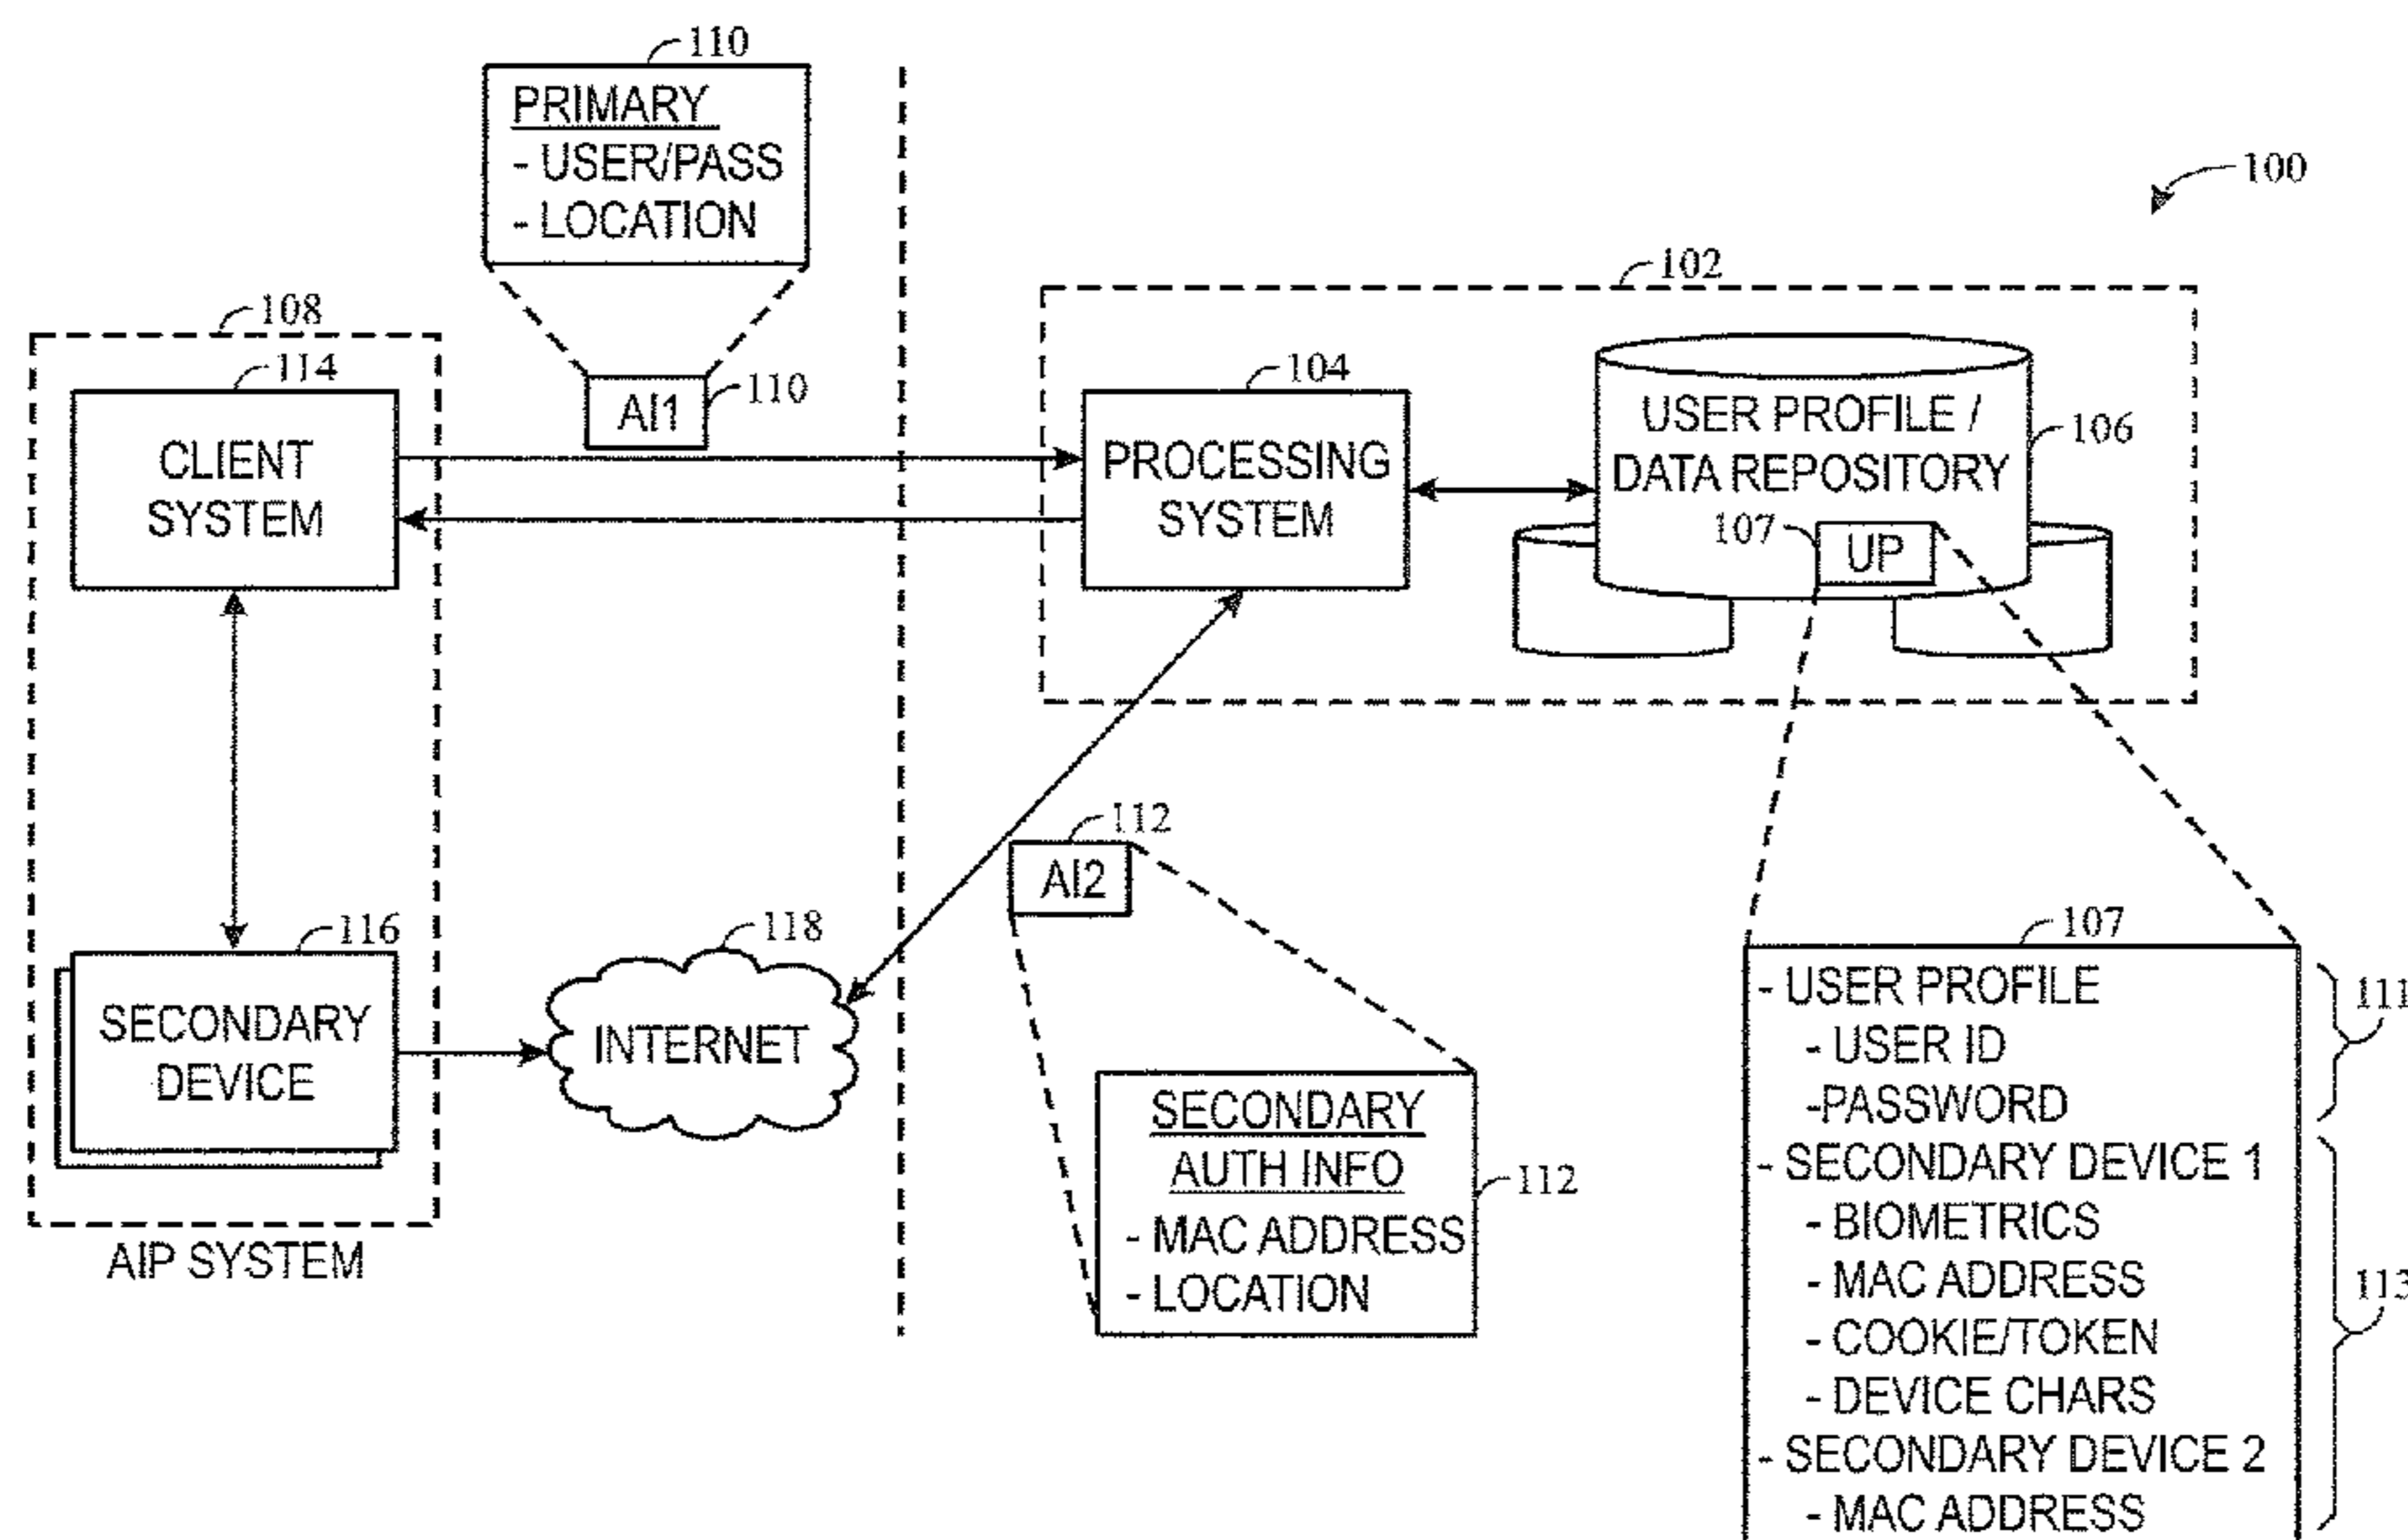 110
PRIMARY
- USER/PASS
- LOCATION
100
102
108
114
CLIENT
SYSTEM
AI1
110
104
PROCESSING
SYSTEM
USER PROFILE /
DATA REPOSITORY
106
107
UP
112
AI2
116
SECONDARY
DEVICE
118
INTERNET
AIP SYSTEM
SECONDARY
AUTH INFO
- MAC ADDRESS
- LOCATION
112
107
- USER PROFILE
- USER ID
-PASSWORD
111
- SECONDARY DEVICE 1
- BIOMETRICS
- MAC ADDRESS
- COOKIE/TOKEN
- DEVICE CHARS
- SECONDARY DEVICE 2
- MAC ADDRESS
113